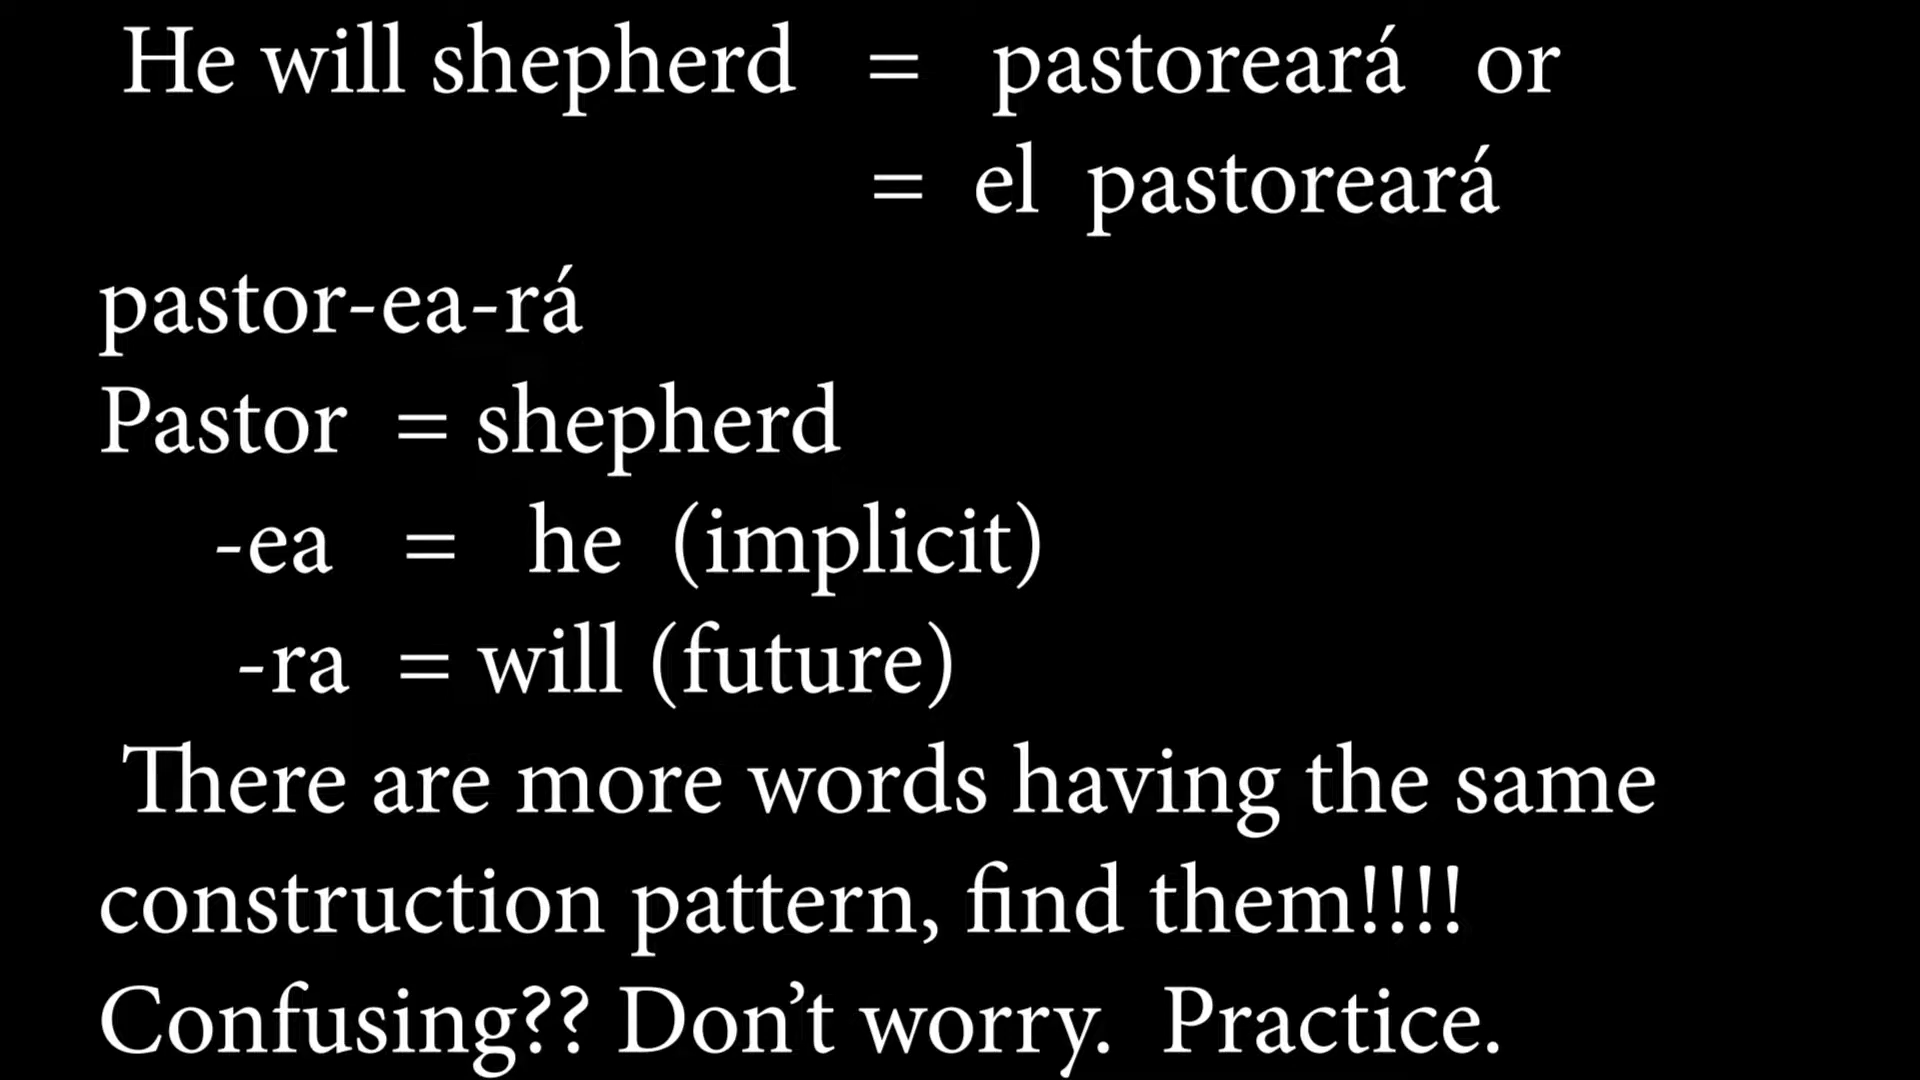 He will shepherd = pastoreará or
= el pastoreará
pastor-ea-rá
Pastor = shepherd
-ea = he (implicit)
-ra = will (future)
There are more words having the same
construction pattern, find them!!!!
Confusing?? Don’t worry. Practice.